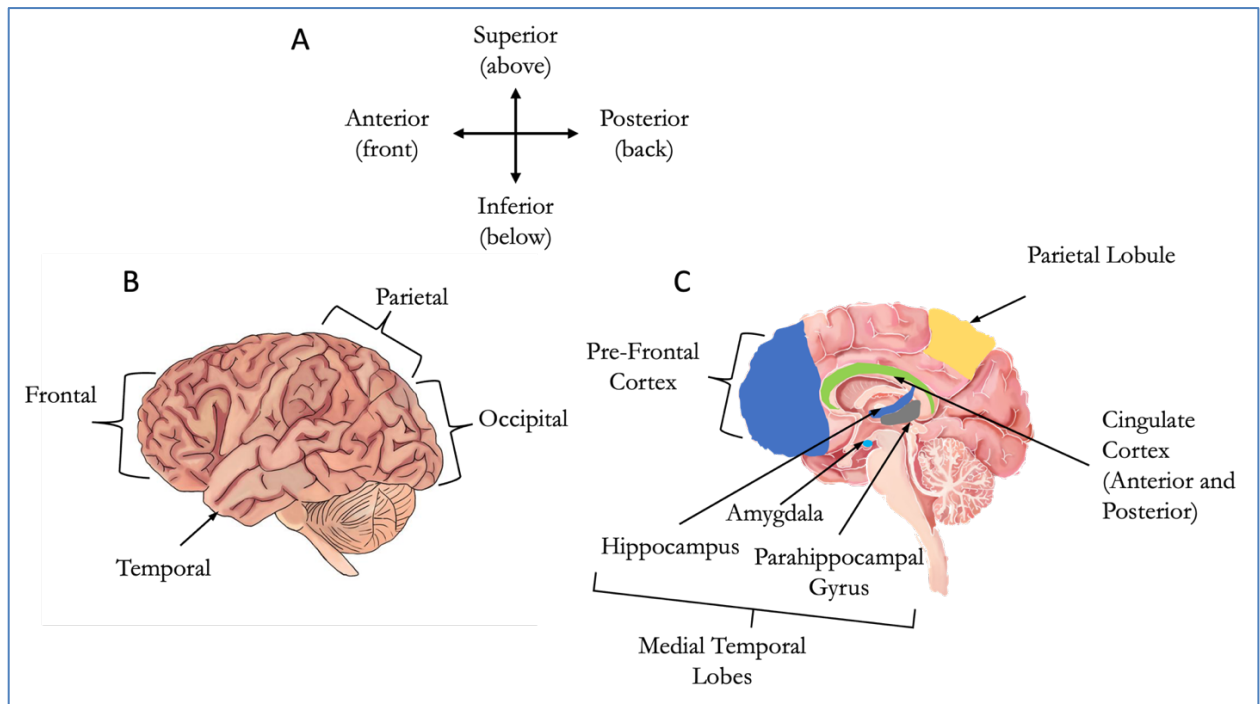 A
Superior
(above)
Anterior
(front)
Posterior
(back)
Inferior
(below)
B
Parietal
Frontal
Occipital
Temporal
C
Parietal Lobule
Pre-Frontal
Cortex
Cingulate
Cortex
(Anterior and
Posterior)
Amygdala
Hippocampus
Parahippocampal
Gyrus
Medial Temporal
Lobes